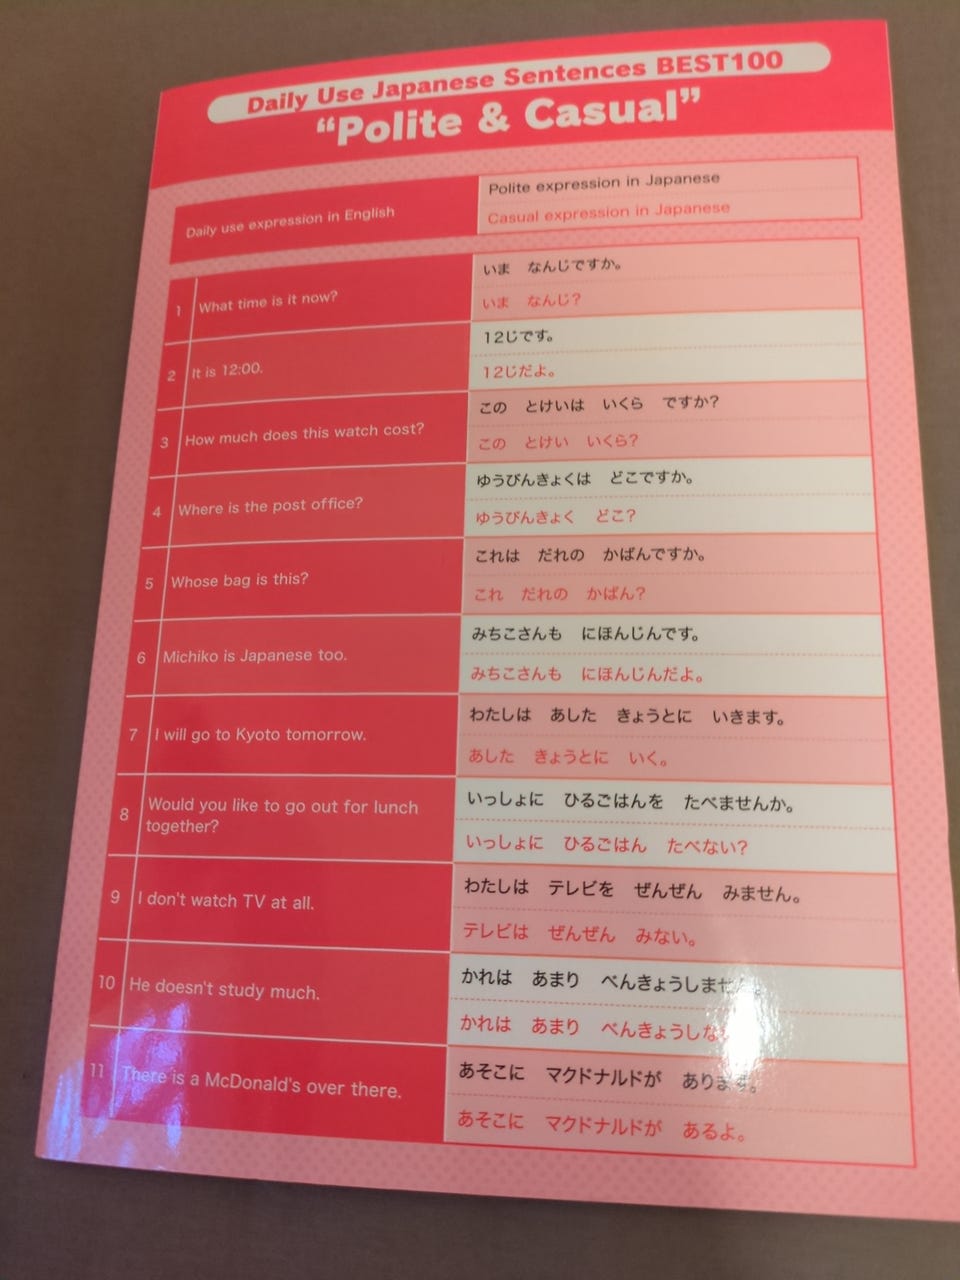 Daily Use Japanese Sentences BEST100
“Polite & Casual”
Daily use expression in English
Polite expression in Japanese
Casual expression in Japanese
1 What time is it now?
いま なんじですか。
いま なんじ？
2 It is 12:00.
12じです。
12じだよ。
3 How much does this watch cost?
この とけいは いくら ですか？
この とけい いくら？
4 Where is the post office?
ゆうびんきょくは どこですか。
ゆうびんきょく どこ？
5 Whose bag is this?
これは だれの かばんですか。
これ だれの かばん？
6 Michiko is Japanese too.
みちこさんも にほんじんです。
みちこさんも にほんじんだよ。
7 I will go to Kyoto tomorrow.
わたしは あした きょうとに いきます。
あした きょうとに いく。
8 Would you like to go out for lunch
together?
いっしょに ひるごはんを たべませんか。
いっしょに ひるごはん たべない？
9 I don't watch TV at all.
わたしは テレビを ぜんぜん みません。
テレビは ぜんぜん みない。
10 He doesn't study much.
かれは あまり
かれは あまり
11 There is a McDonald's over there.
あそこに マクドナルドが あります。
あそこに マクドナルドが あるよ。